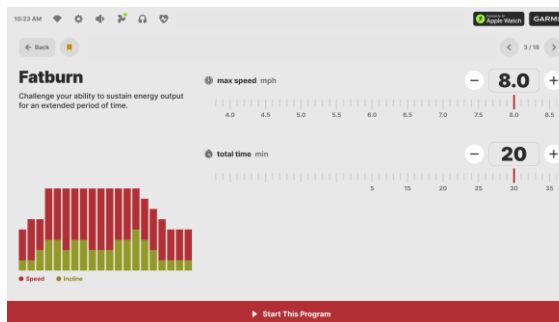 10:23 AM
Connects to
Apple Watch
GARMI
← Back
3/18
Fatburn
Challenge your ability to sustain energy output
for an extended period of time.
max speed mph
8.0
4.0 4.5 5.0 5.5 6.0 6.5 7.0 7.5 8.0 8.5
total time min
20
5 15 20 25 30 35
Speed Incline
Start This Program